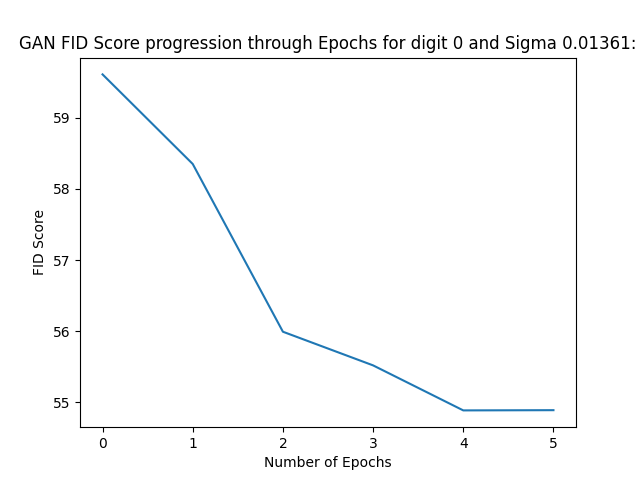 GAN FID Score progression through Epochs for digit 0 and Sigma 0.01361:
59
58
57
56
55
FID Score
0 1 2 3 4 5
Number of Epochs